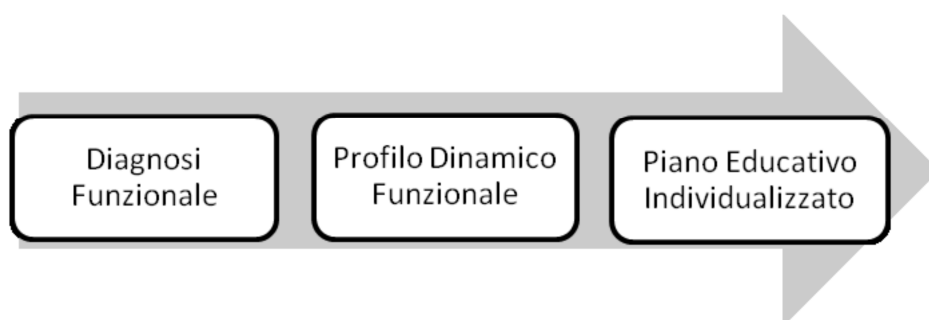 Diagnosi
Funzionale
Profilo Dinamico
Funzionale
Piano Educativo
Individualizzato